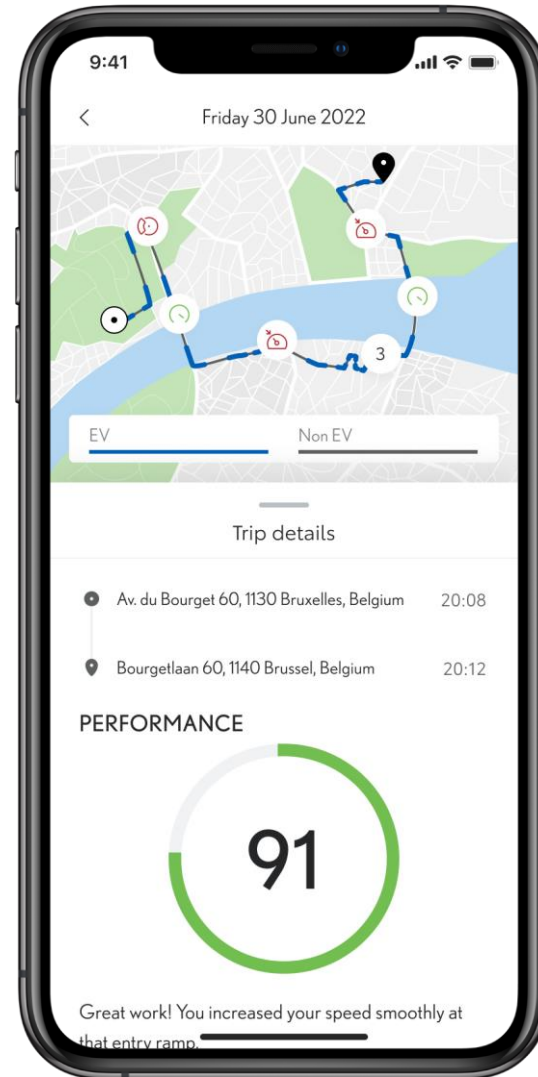 9:41
Friday 30 June 2022
3
EV Non EV
Trip details
Av. du Bourget 60, 1130 Bruxelles, Belgium 20:08
Bourgetlaan 60, 1140 Brussel, Belgium 20:12
PERFORMANCE
91
Great work! You increased your speed smoothly at
that entry ramp.